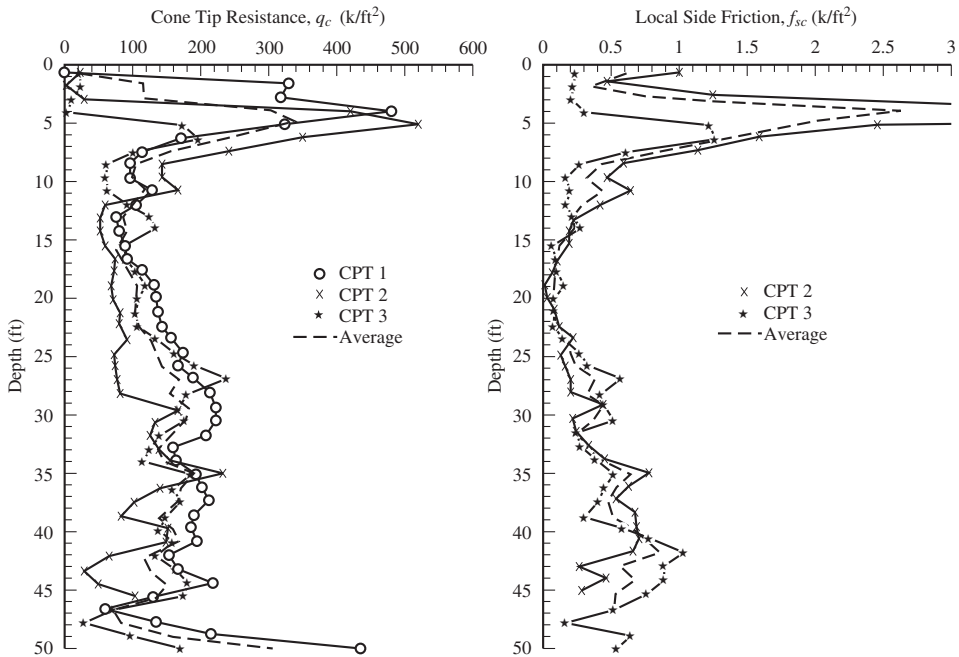 Cone Tip Resistance, q_c (k/ft²)
0 100 200 300 400 500 600
0
5
10
15
20
25
30
35
40
45
50
Depth (ft)
CPT 1
CPT 2
CPT 3
Average
Local Side Friction, f_sc (k/ft²)
0 0.5 1 1.5 2 2.5 3
0
5
10
15
20
25
30
35
40
45
50
Depth (ft)
CPT 2
CPT 3
Average